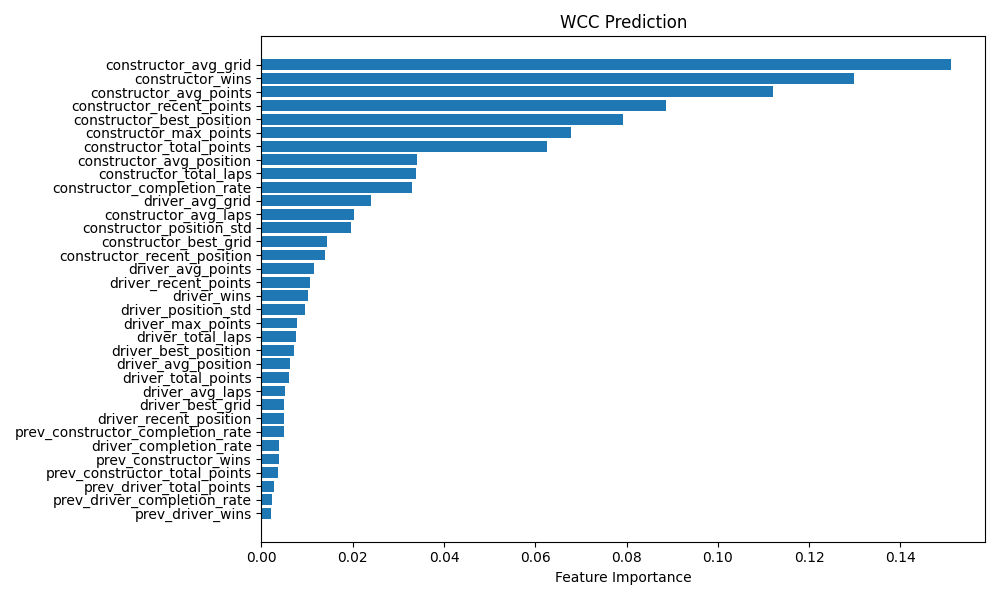 WCC Prediction
constructor_avg_grid
constructor_wins
constructor_avg_points
constructor_recent_points
constructor_best_position
constructor_max_points
constructor_total_points
constructor_avg_position
constructor_total_laps
constructor_completion_rate
driver_avg_grid
constructor_avg_laps
constructor_position_std
constructor_best_grid
constructor_recent_position
driver_avg_points
driver_recent_points
driver_wins
driver_position_std
driver_max_points
driver_total_laps
driver_best_position
driver_avg_position
driver_total_points
driver_avg_laps
driver_best_grid
driver_recent_position
prev_constructor_completion_rate
driver_completion_rate
prev_constructor_wins
prev_constructor_total_points
prev_driver_total_points
prev_driver_completion_rate
prev_driver_wins
0.00 0.02 0.04 0.06 0.08 0.10 0.12 0.14
Feature Importance